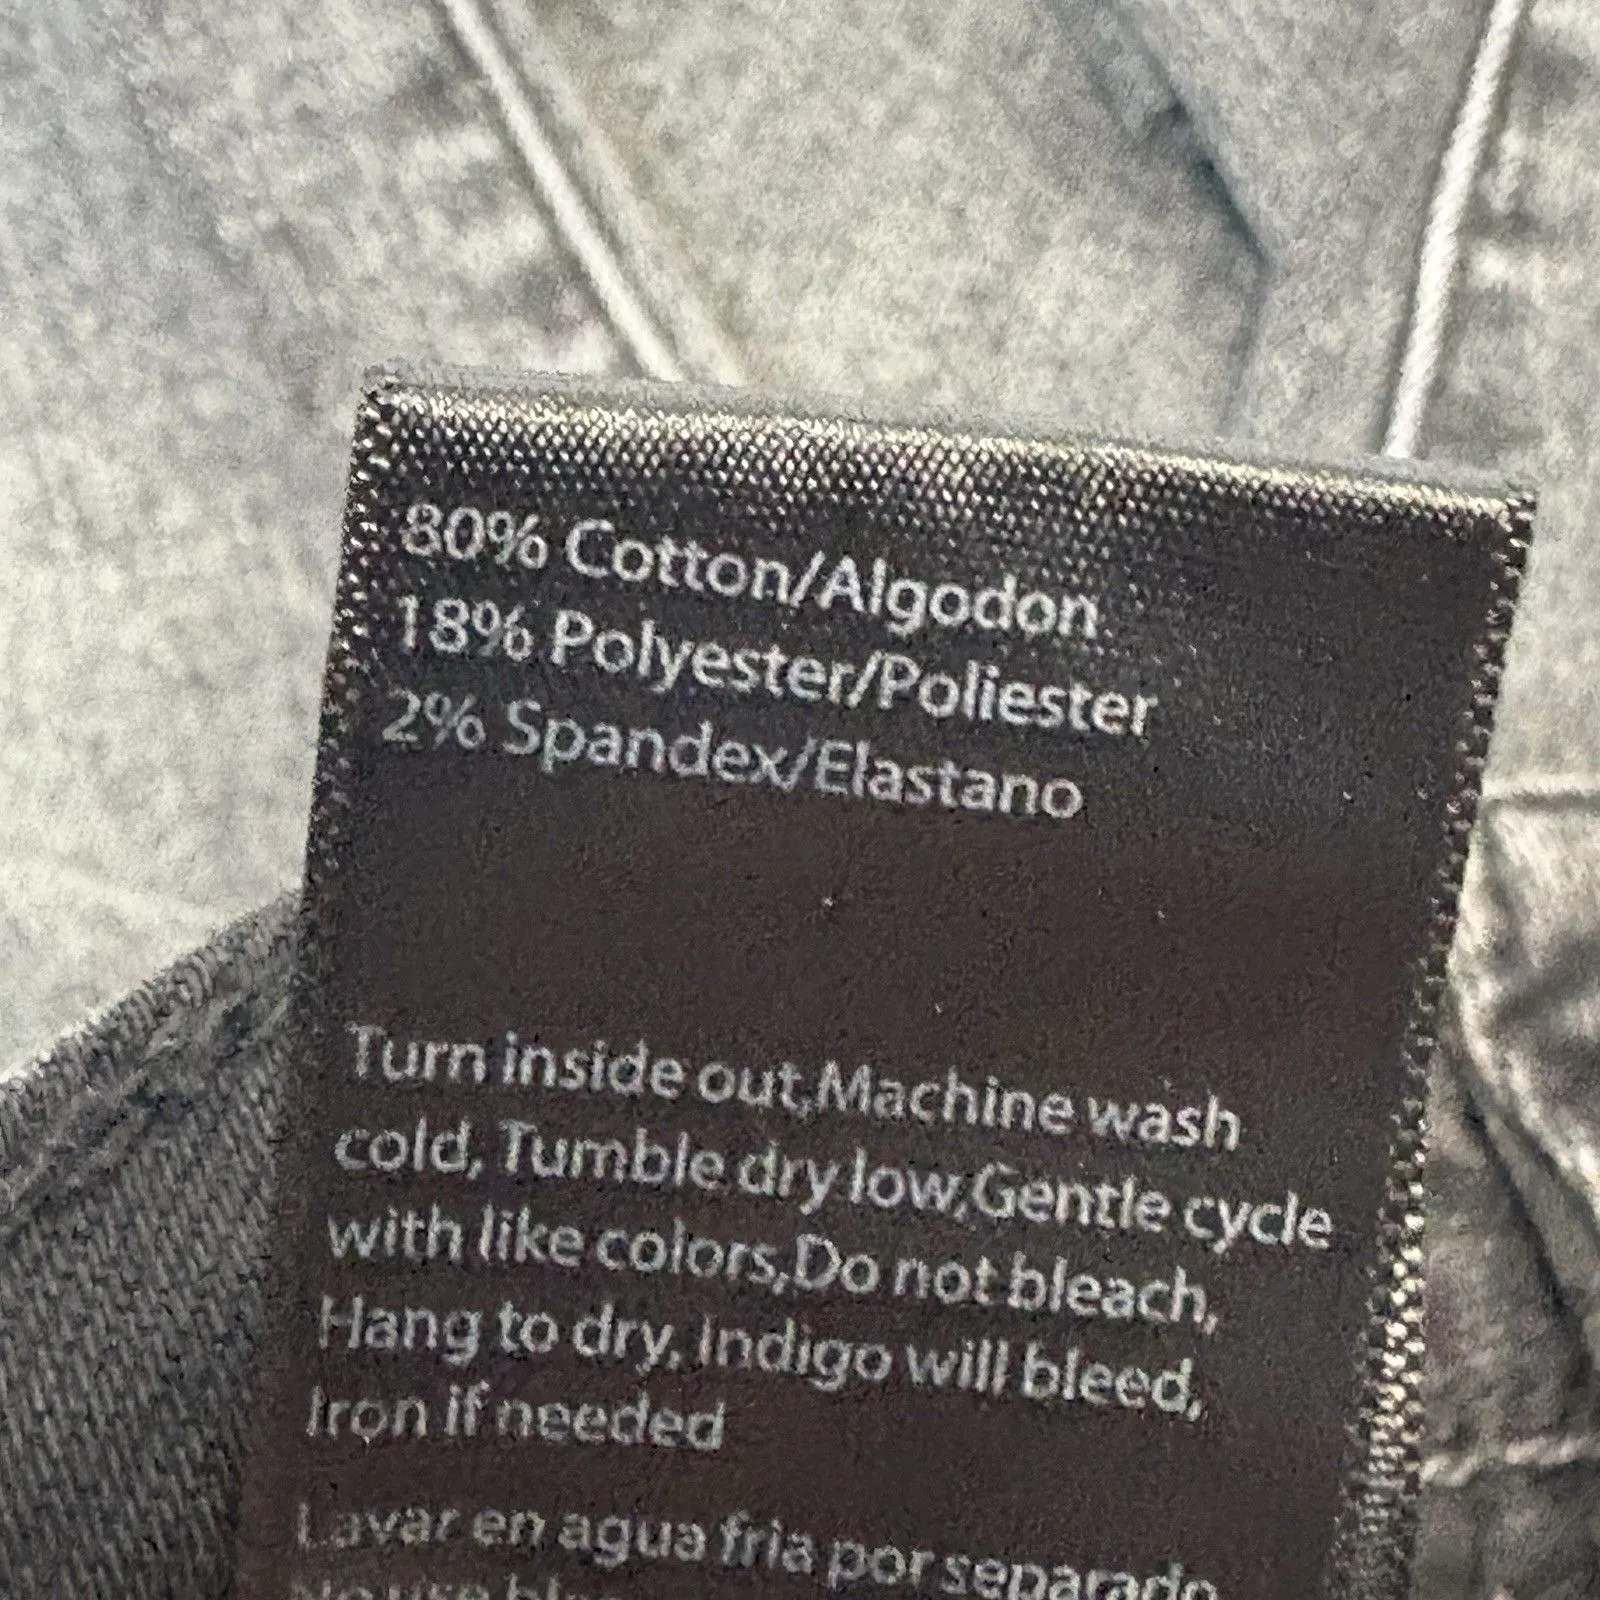 80% Cotton/Algodon
18% Polyester/Poliester
2% Spandex/Elastano
Turn inside out,Machine wash
cold, Tumble dry low,Gentle cycle
with like colors,Do not bleach,
Hang to dry, Indigo will bleed,
Iron if needed
Lavar en agua fria por separado
No use